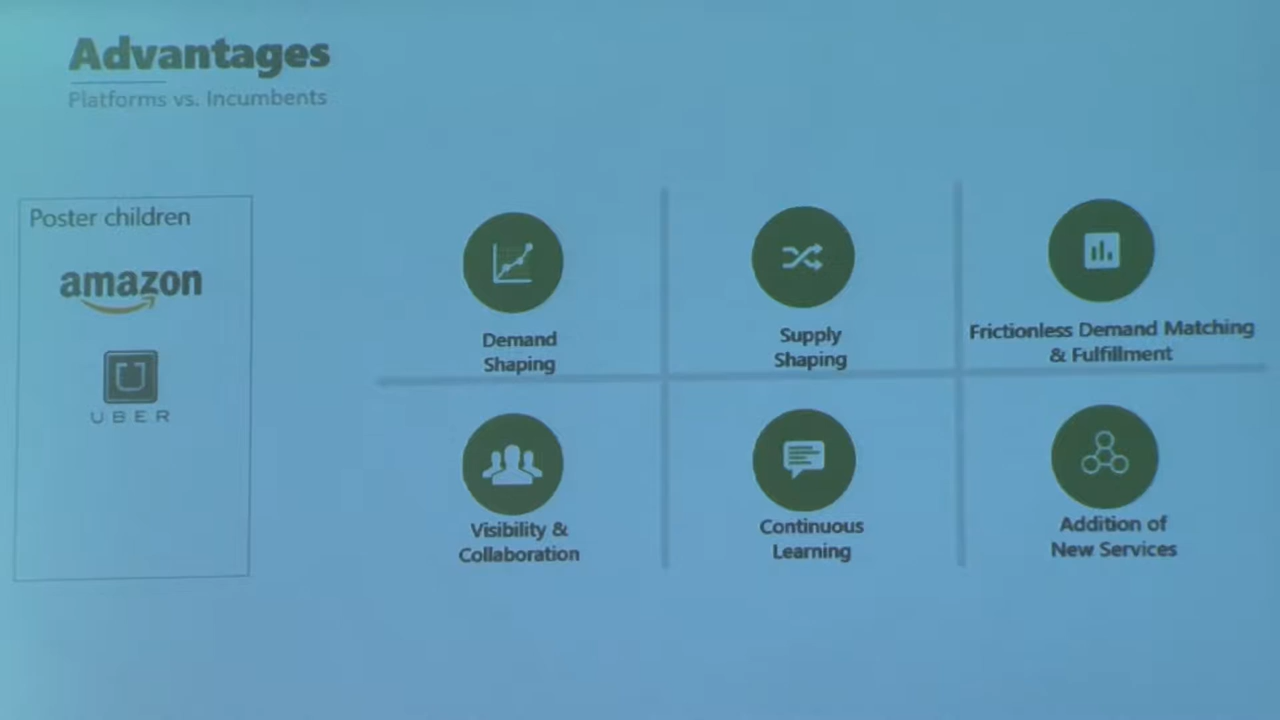 Advantages
Platforms vs. Incumbents
Poster children
amazon
UBER
Demand
Shaping
Supply
Shaping
Frictionless Demand Matching
& Fulfillment
Visibility &
Collaboration
Continuous
Learning
Addition of
New Services